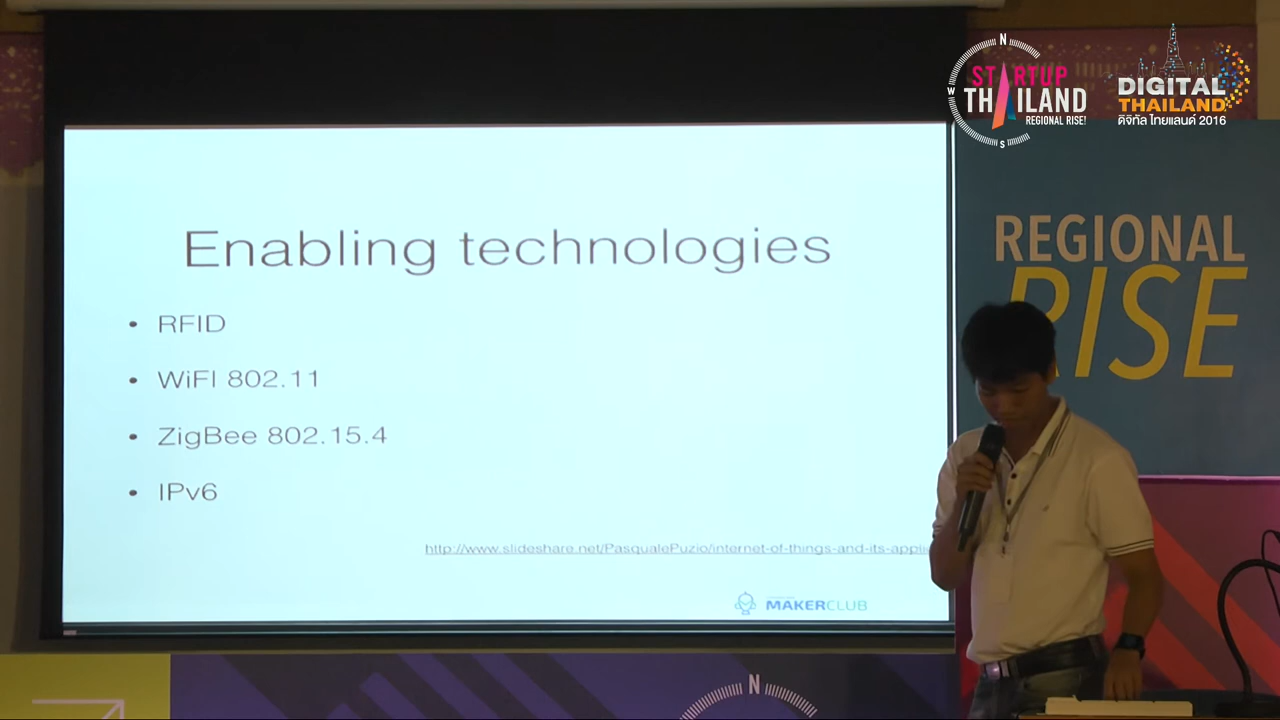 N
STARTUP
W
THAILAND
REGIONAL RISE!
S
DIGITAL
THAILAND
ดิจิทัล ไทยแลนด์ 2016
REGIONAL
RISE
Enabling technologies
• RFID
• WiFI 802.11
• ZigBee 802.15.4
• IPv6
http://www.slideshare.net/PasqualePuzio/internet-of-things-and-its-appli
MAKERCLUB
N